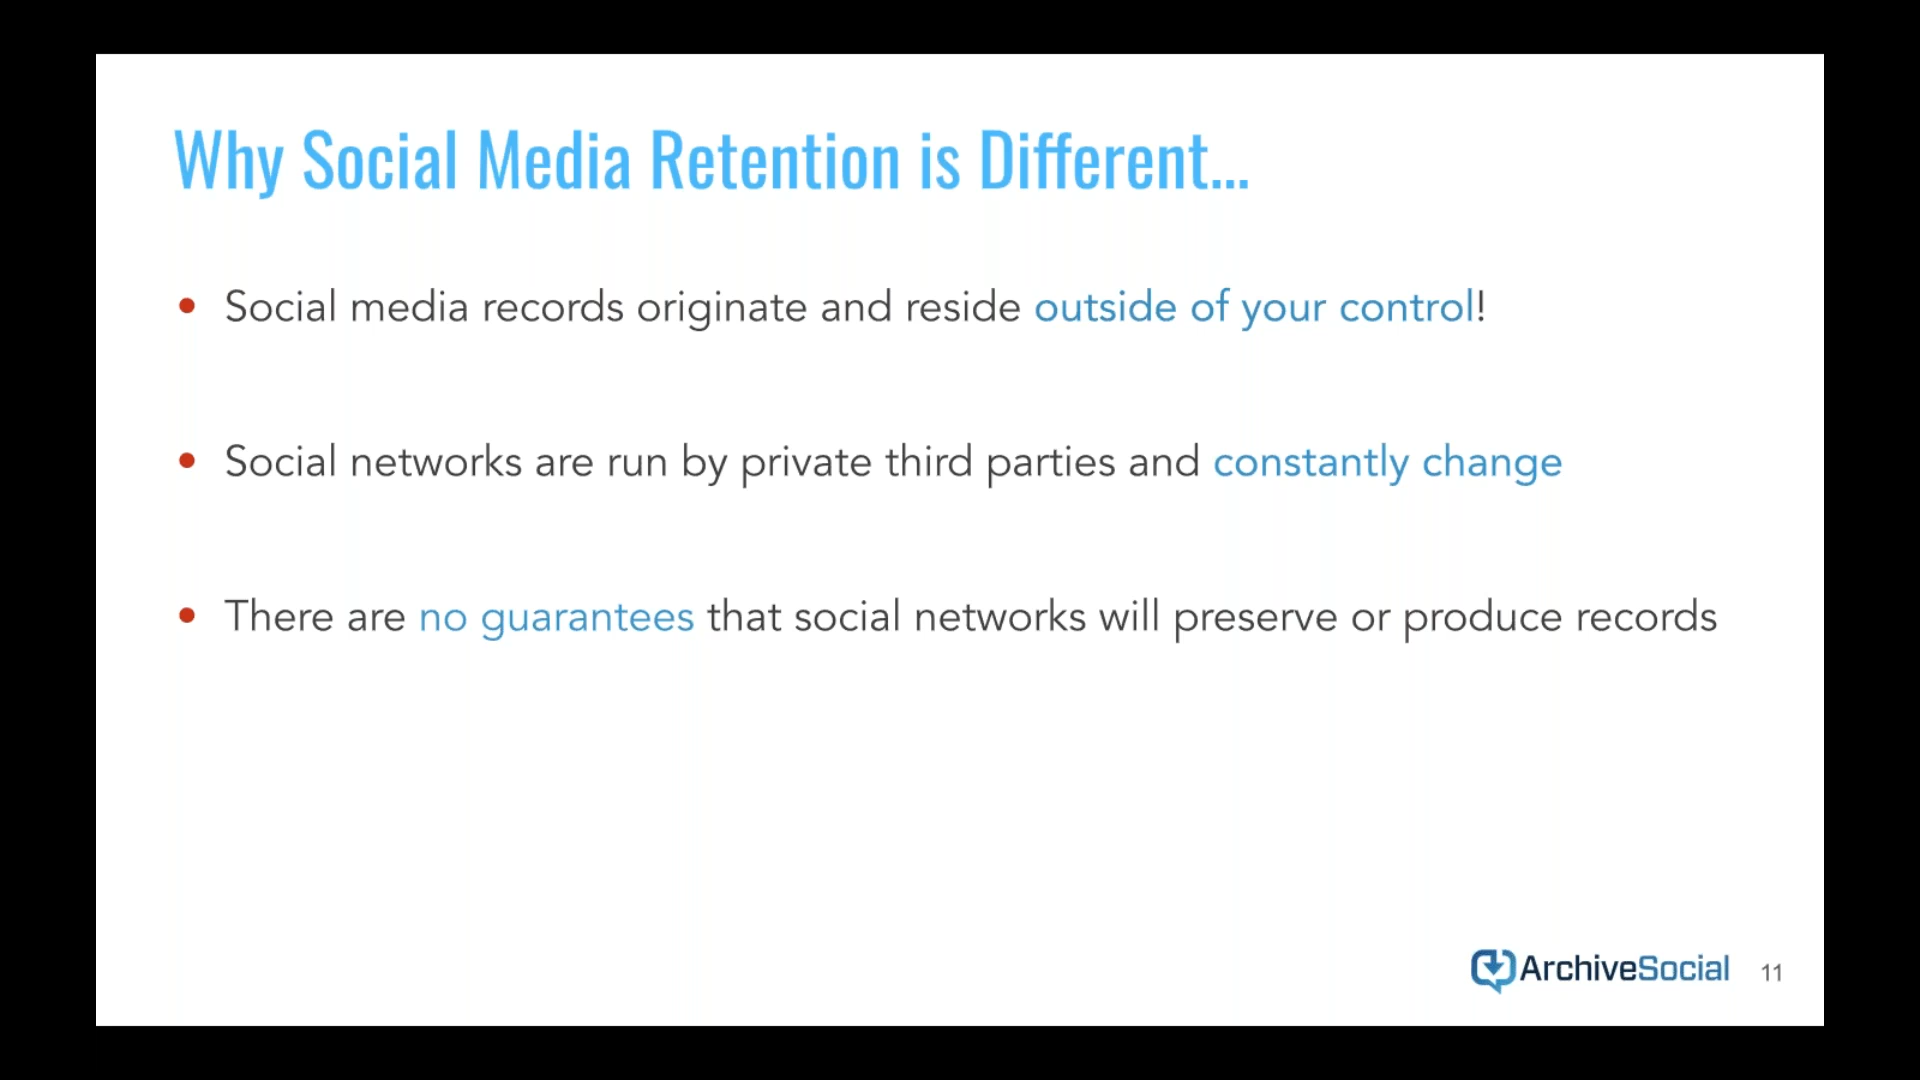 Why Social Media Retention is Different...
• Social media records originate and reside outside of your control!
• Social networks are run by private third parties and constantly change
• There are no guarantees that social networks will preserve or produce records
ArchiveSocial 11